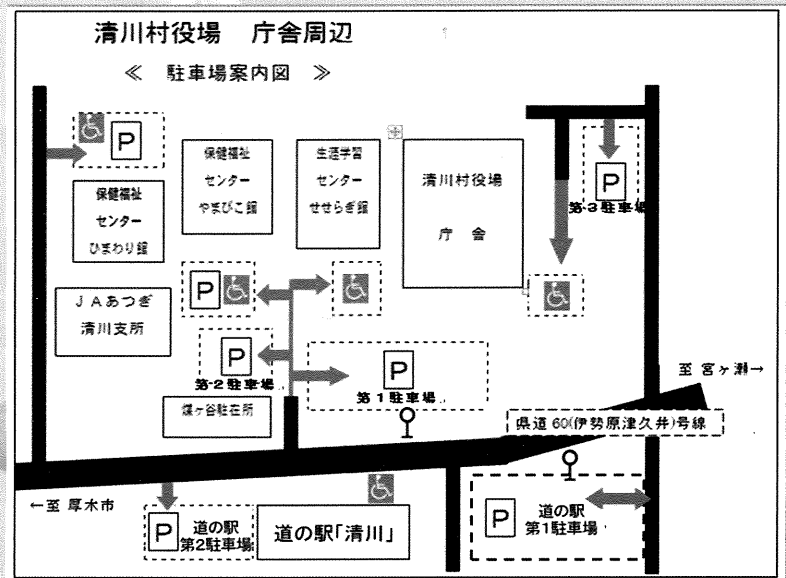 清川村役場　庁舎周辺
≪　駐車場案内図　≫
P
保健福祉
センター
やまびこ館
生涯学習
センター
せせらぎ館
清川村役場
庁　舎
P
第3駐車場
保健福祉
センター
ひまわり館
P
JAあつぎ
清川支所
P
第2駐車場
P
第1駐車場
至 宮ヶ瀬→
煤ヶ谷駐在所
県道60(伊勢原津久井)号線
←至 厚木市
P
道の駅
第2駐車場
道の駅「清川」
P
道の駅
第1駐車場